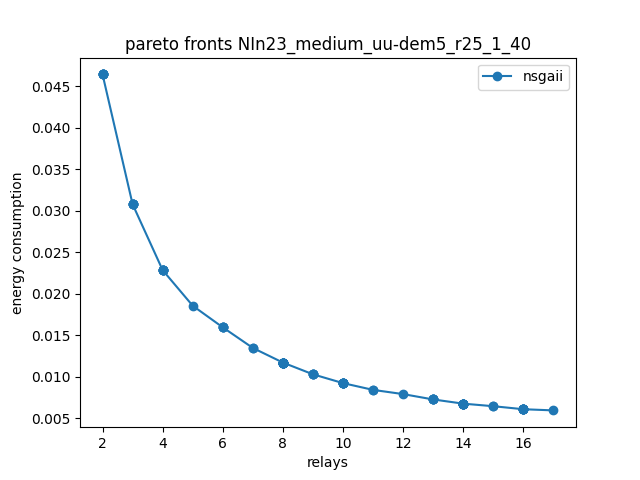 pareto fronts NIn23_medium_uu-dem5_r25_1_40
nsgaii
energy consumption
0.045
0.040
0.035
0.030
0.025
0.020
0.015
0.010
0.005
2 4 6 8 10 12 14 16
relays